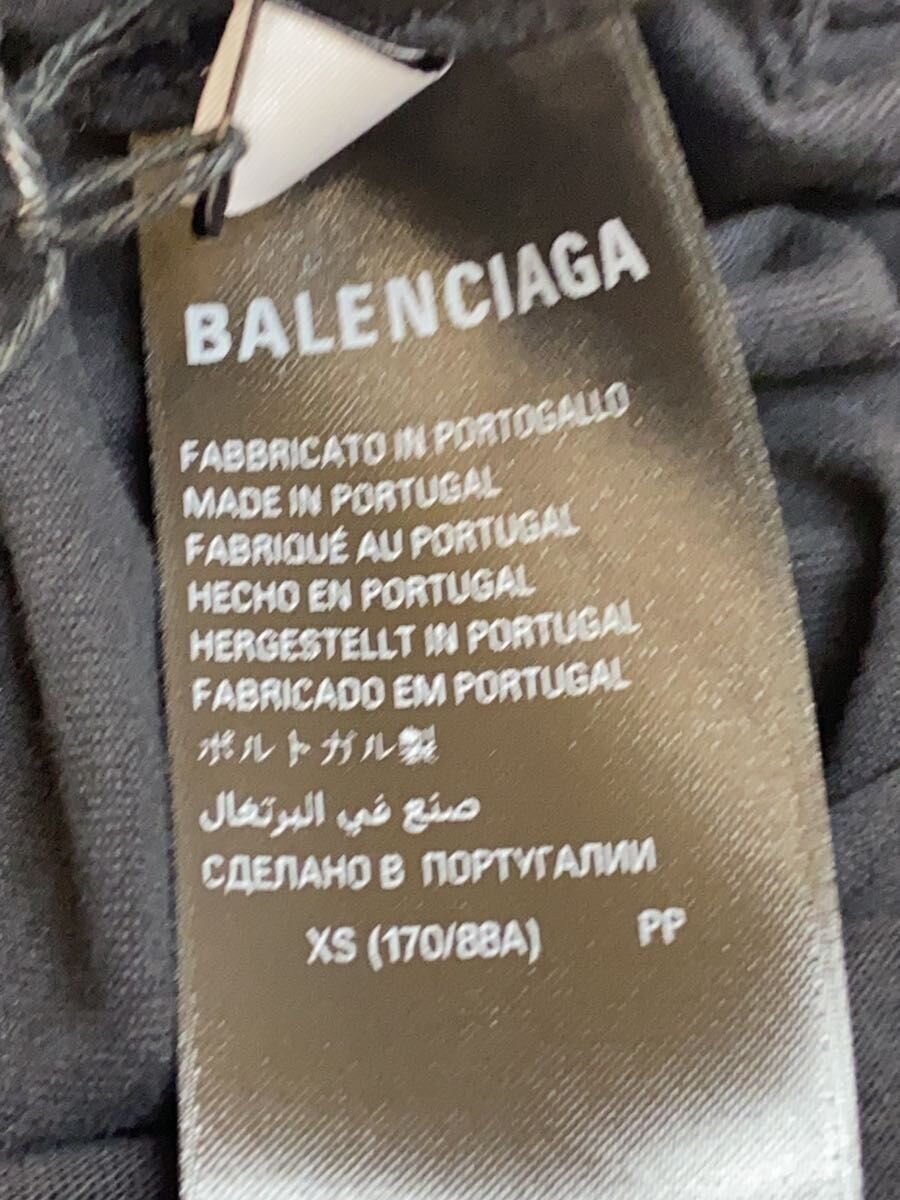 BALENCIAGA
FABBRICATO IN PORTOGALLO
MADE IN PORTUGAL
FABRIQUÉ AU PORTUGAL
HECHO EN PORTUGAL
HERGESTELLT IN PORTUGAL
FABRICADO EM PORTUGAL
ポルトガル製
صنع في البرتغال
СДЕЛАНО В ПОРТУГАЛИИ
XS (170/88A) PP